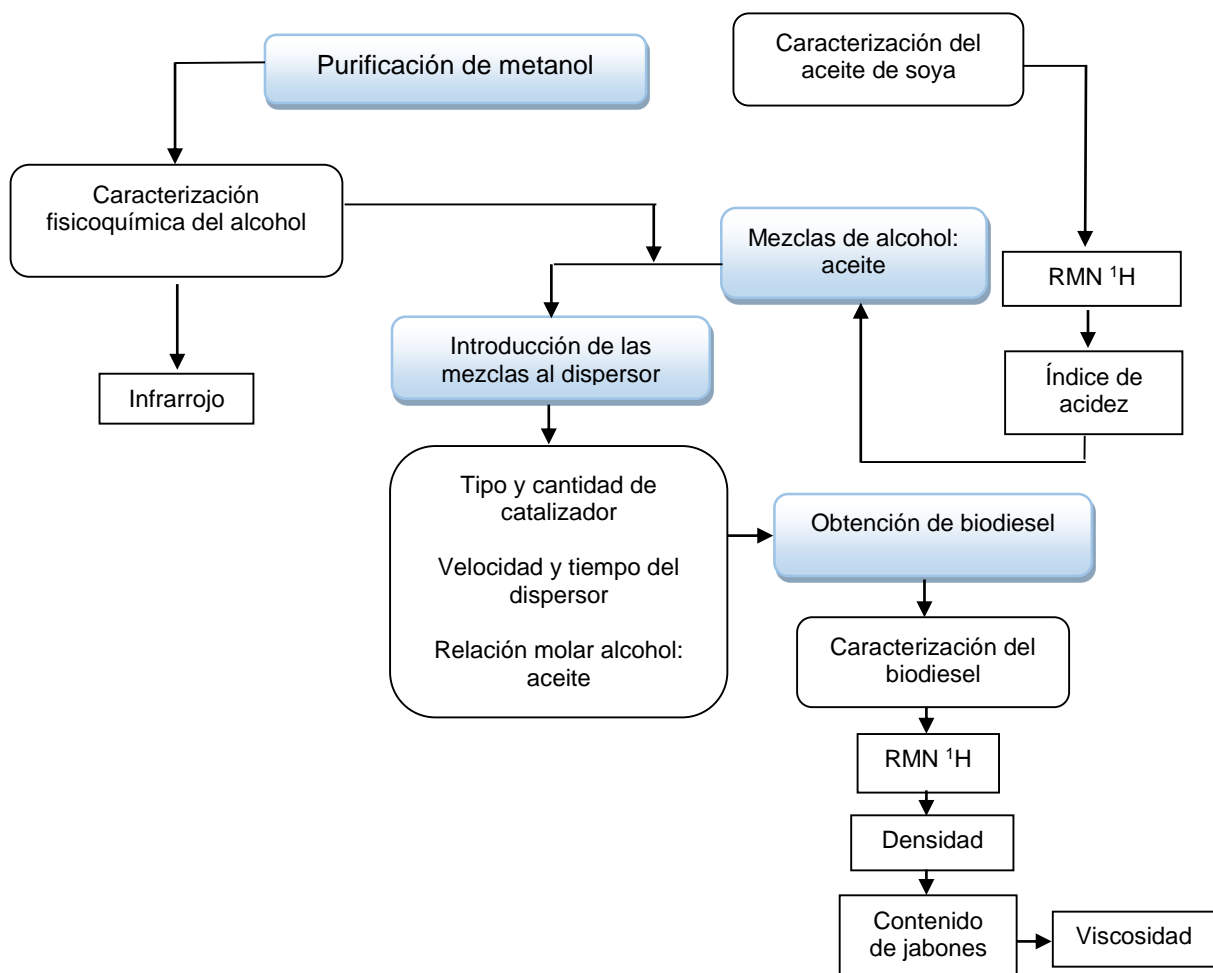 Purificación de metanol
Caracterización del
aceite de soya
Caracterización
fisicoquímica del alcohol
Mezclas de alcohol:
aceite
RMN ¹H
Introducción de las
mezclas al dispersor
Infrarrojo
Índice de
acidez
Tipo y cantidad de
catalizador
Velocidad y tiempo del
dispersor
Relación molar alcohol:
aceite
Obtención de biodiesel
Caracterización del
biodiesel
RMN ¹H
Densidad
Contenido
de jabones
Viscosidad